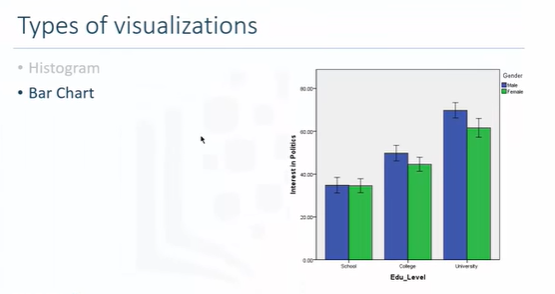 Types of visualizations
• Histogram
• Bar Chart
Gender
Male
Female
80.00
60.00
40.00
20.00
0.00
Interest in Politics
School College University
Edu_Level